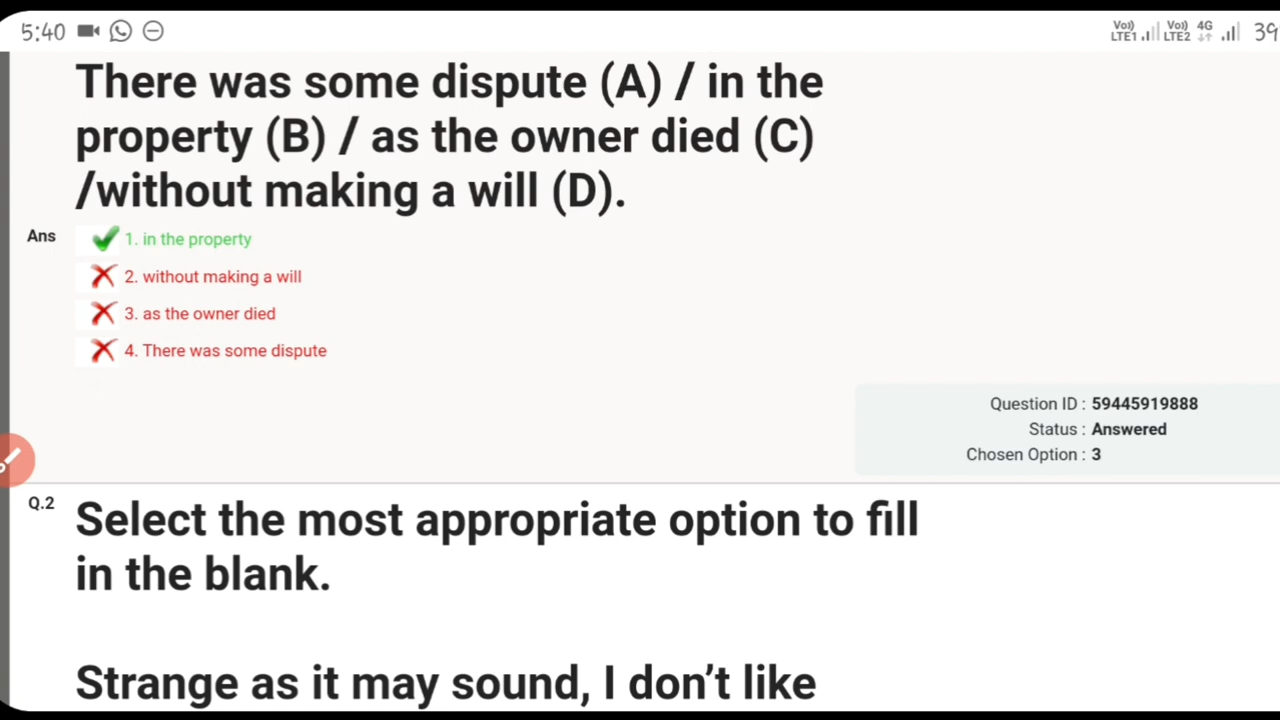 5:40
Vo)) LTE1 Vo)) LTE2 4G 39
There was some dispute (A) / in the
property (B) / as the owner died (C)
/without making a will (D).
Ans
1. in the property
2. without making a will
3. as the owner died
4. There was some dispute
Question ID : 59445919888
Status : Answered
Chosen Option : 3
Q.2
Select the most appropriate option to fill
in the blank.
Strange as it may sound, I don’t like